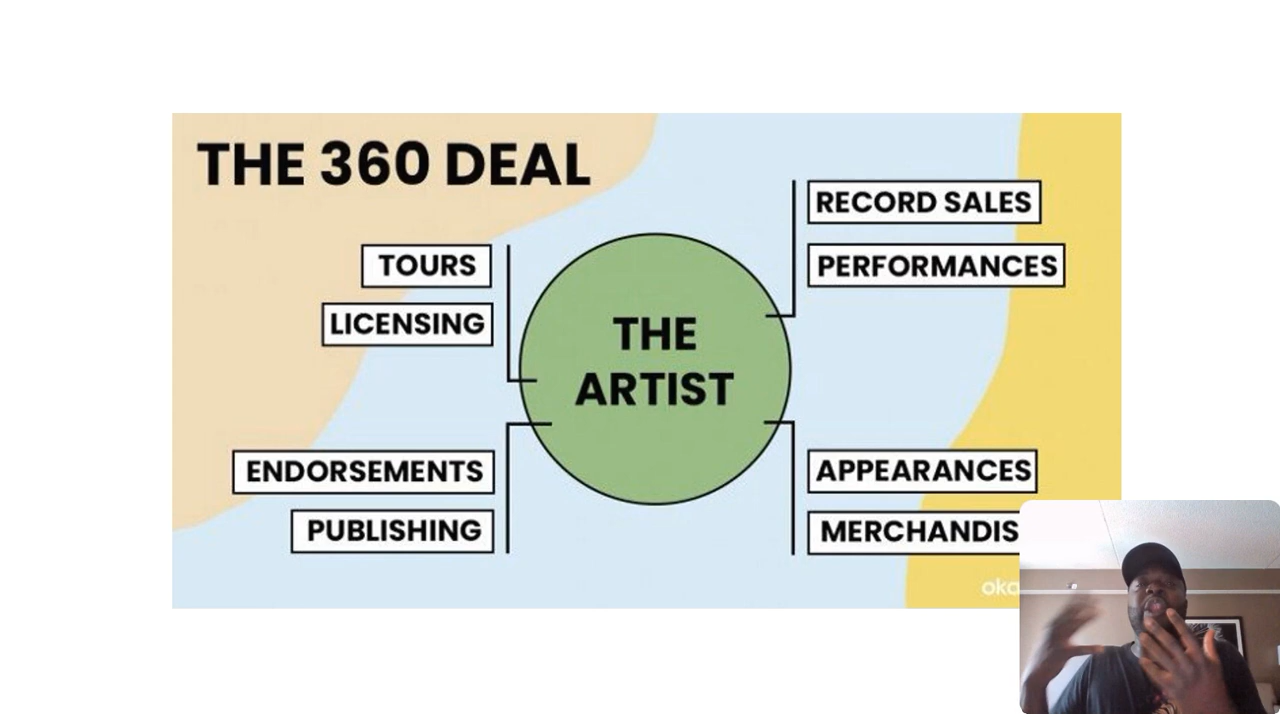 THE 360 DEAL
TOURS
LICENSING
ENDORSEMENTS
PUBLISHING
THE
ARTIST
RECORD SALES
PERFORMANCES
APPEARANCES
MERCHANDIS